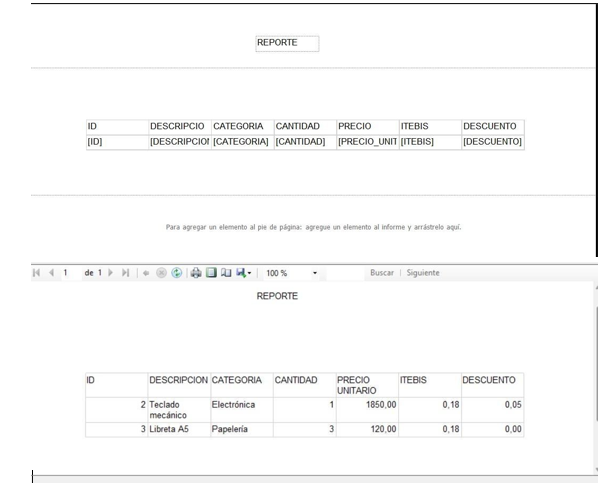 REPORTE
ID DESCRIPCIO CATEGORIA CANTIDAD PRECIO ITEBIS DESCUENTO
[ID] [DESCRIPCION [CATEGORIA] [CANTIDAD] [PRECIO_UNIT [ITEBIS] [DESCUENTO]
Para agregar un elemento al pie de página: agregue un elemento al informe y arrástrelo aquí.
1 de 1 100 % Buscar | Siguiente
REPORTE
ID DESCRIPCION CATEGORIA CANTIDAD PRECIO UNITARIO ITEBIS DESCUENTO
2 Teclado mecánico Electrónica 1 1850,00 0,18 0,05
3 Libreta A5 Papelería 3 120,00 0,18 0,00